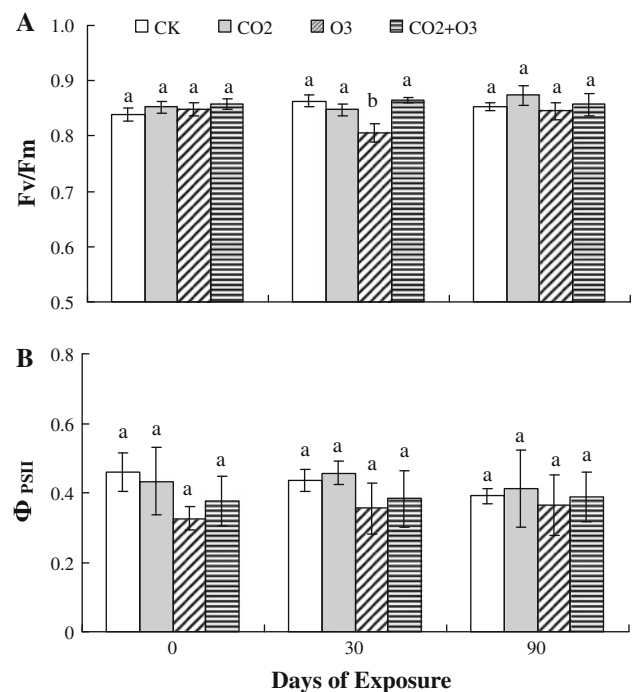 A
CK CO2 O3 CO2+O3
1.0
0.9
0.8
0.7
0.6
0.5
Fv/Fm
a a a a
a a b a
a a a a
B
0.8
0.6
0.4
0.2
0
Φ PSII
a a a a
a a a a
a a a a
0 30 90
Days of Exposure